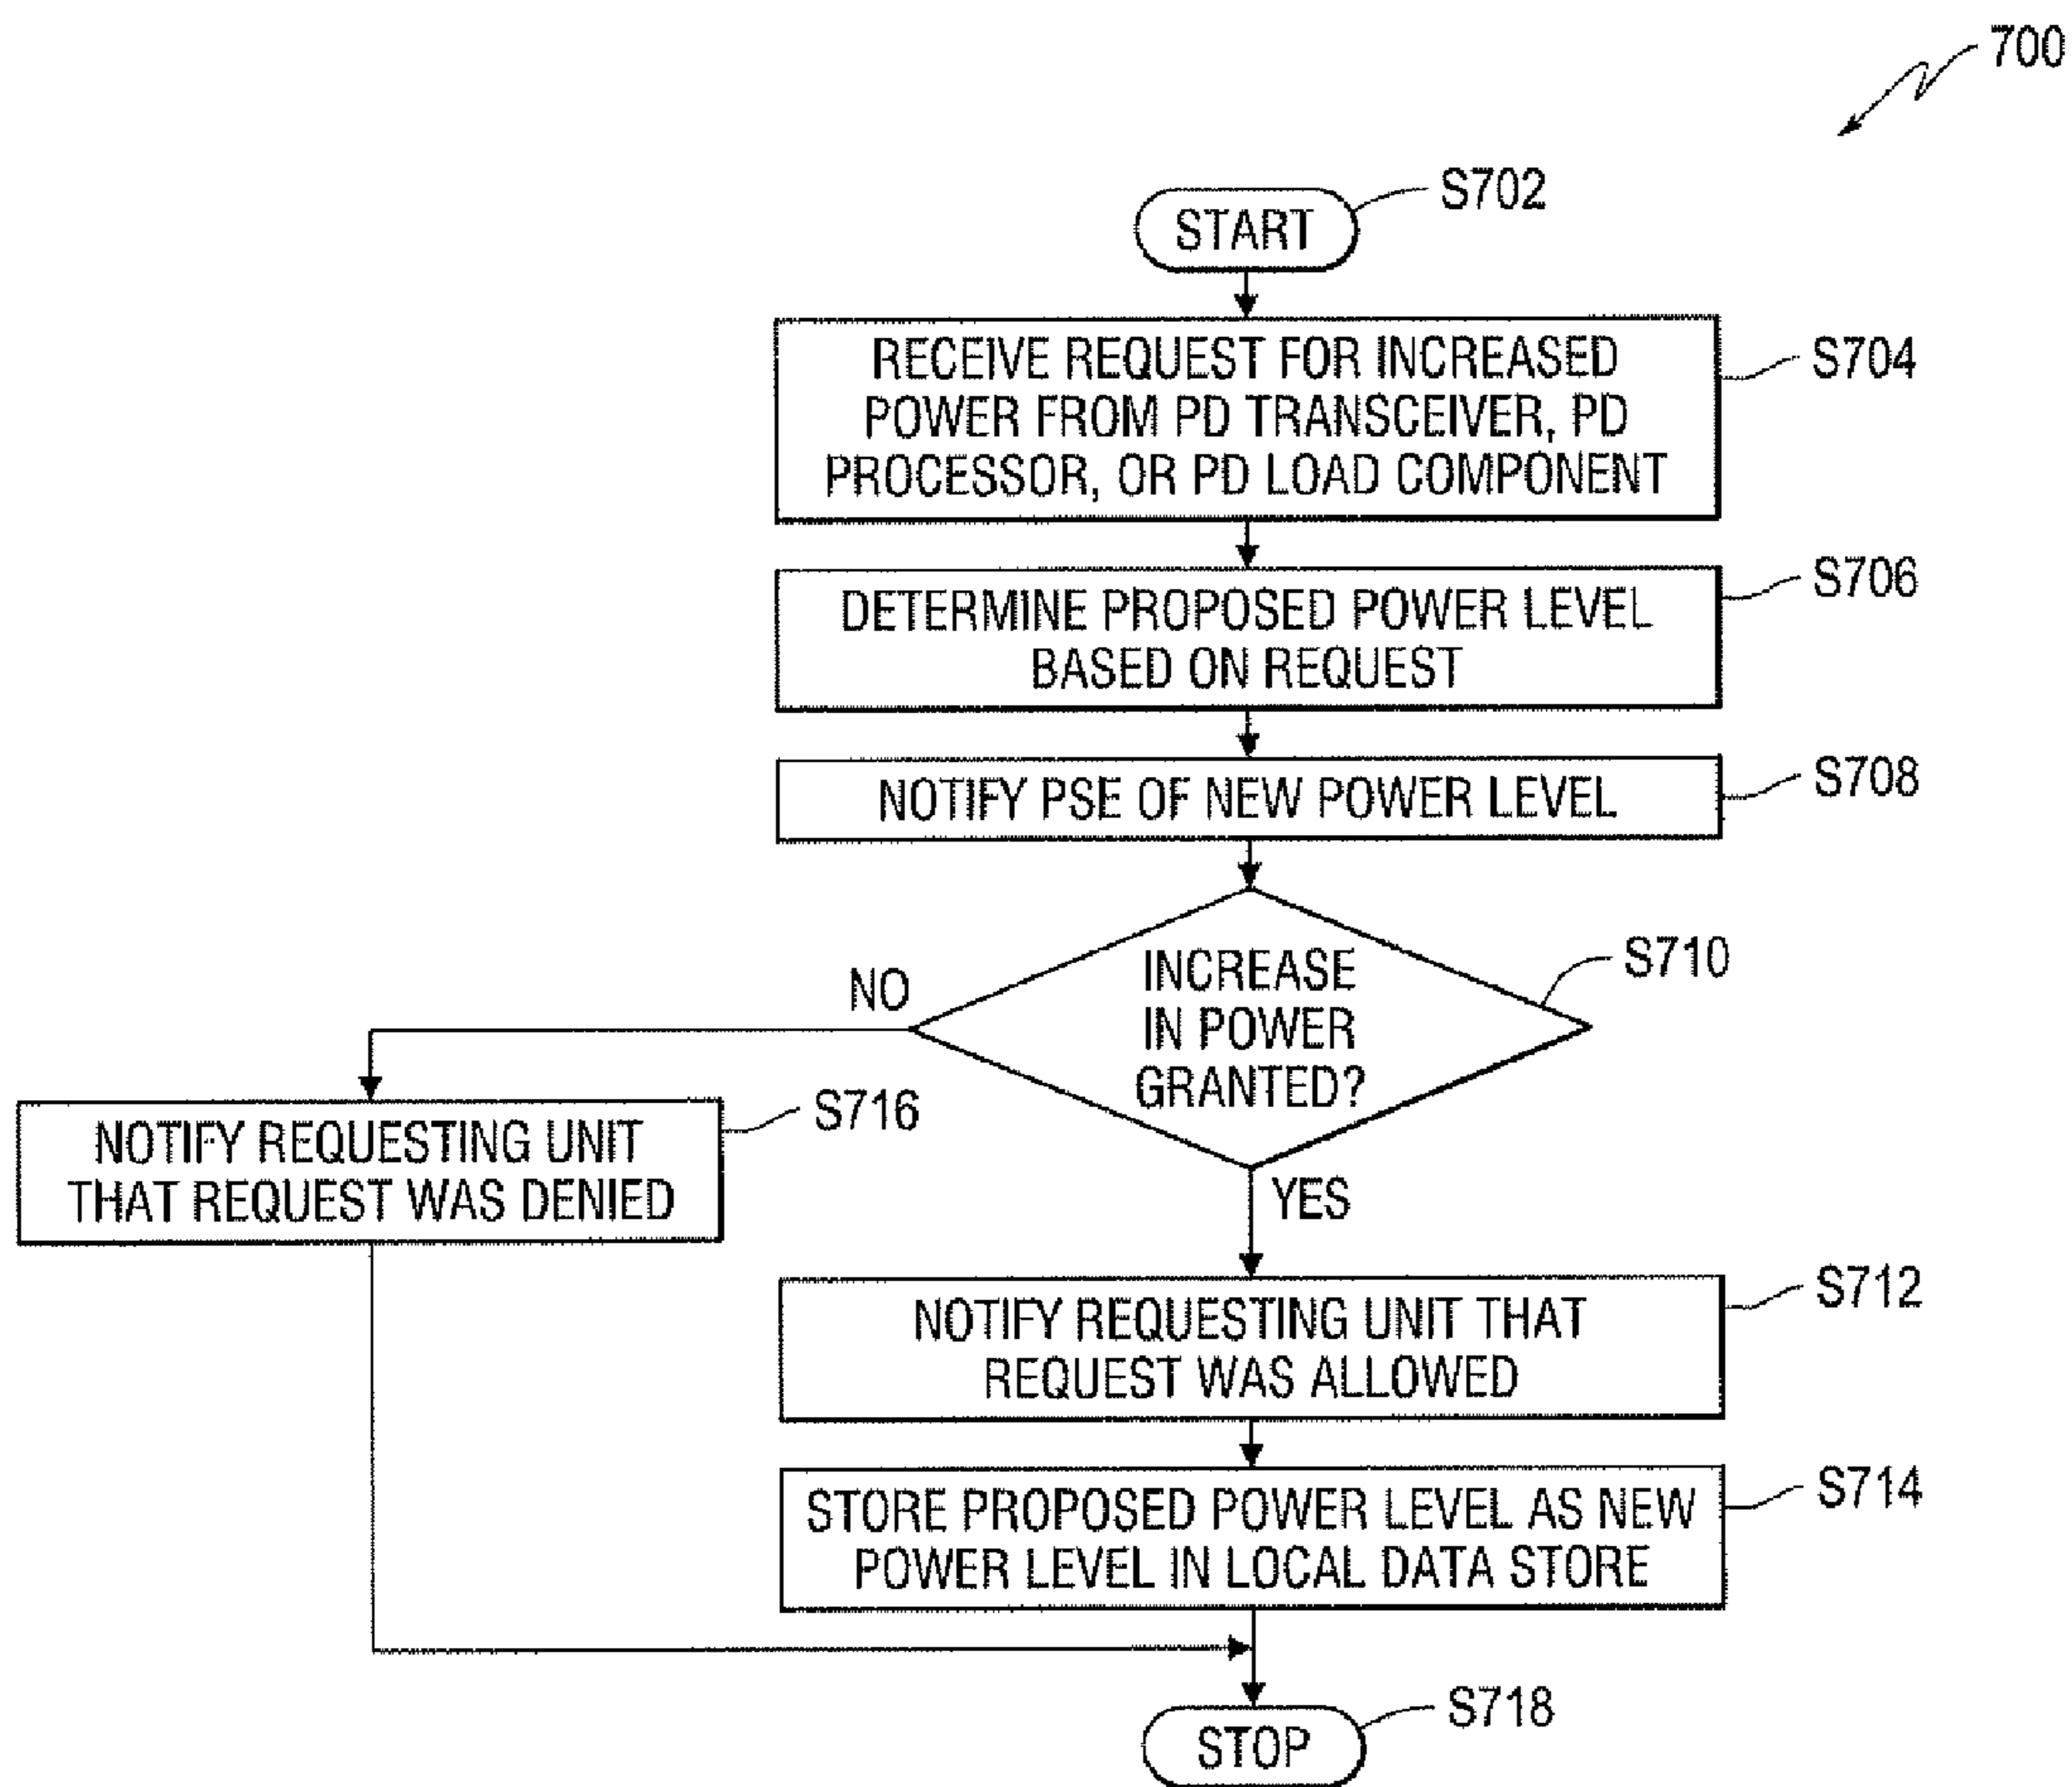 700
S702
START
RECEIVE REQUEST FOR INCREASED
POWER FROM PD TRANSCEIVER, PD
PROCESSOR, OR PD LOAD COMPONENT
S704
DETERMINE PROPOSED POWER LEVEL
BASED ON REQUEST
S706
NOTIFY PSE OF NEW POWER LEVEL
S708
INCREASE
IN POWER
GRANTED?
S710
NO
NOTIFY REQUESTING UNIT
THAT REQUEST WAS DENIED
S716
YES
NOTIFY REQUESTING UNIT THAT
REQUEST WAS ALLOWED
S712
STORE PROPOSED POWER LEVEL AS NEW
POWER LEVEL IN LOCAL DATA STORE
S714
STOP
S718